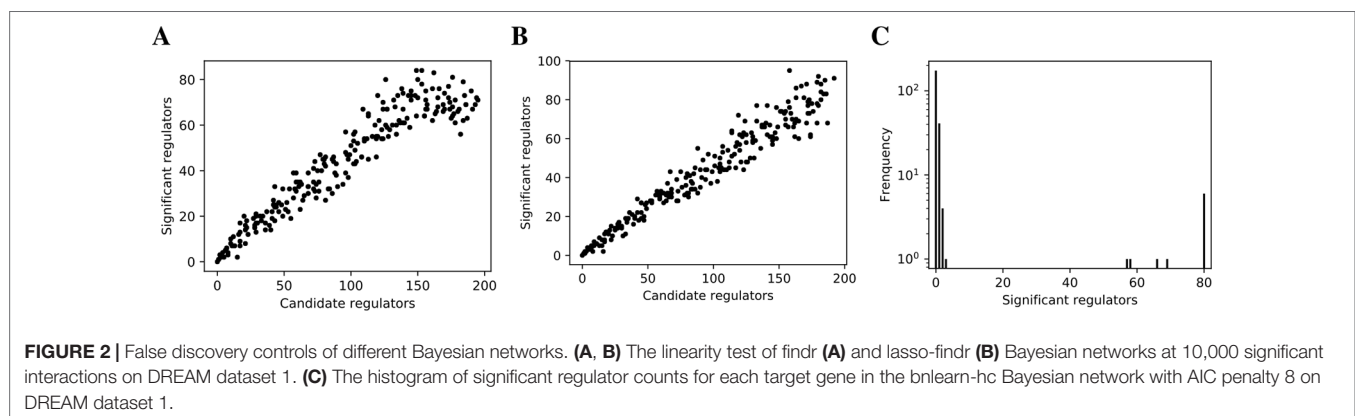 A
B
C
Significant regulators
80
60
40
20
0
0
50
100
150
200
Candidate regulators
Significant regulators
100
80
60
40
20
0
0
50
100
150
200
Candidate regulators
Frenquency
10²
10¹
10⁰
0
20
40
60
80
Significant regulators
FIGURE 2 | False discovery controls of different Bayesian networks. (A, B) The linearity test of findr (A) and lasso-findr (B) Bayesian networks at 10,000 significant
interactions on DREAM dataset 1. (C) The histogram of significant regulator counts for each target gene in the bnlearn-hc Bayesian network with AIC penalty 8 on
DREAM dataset 1.